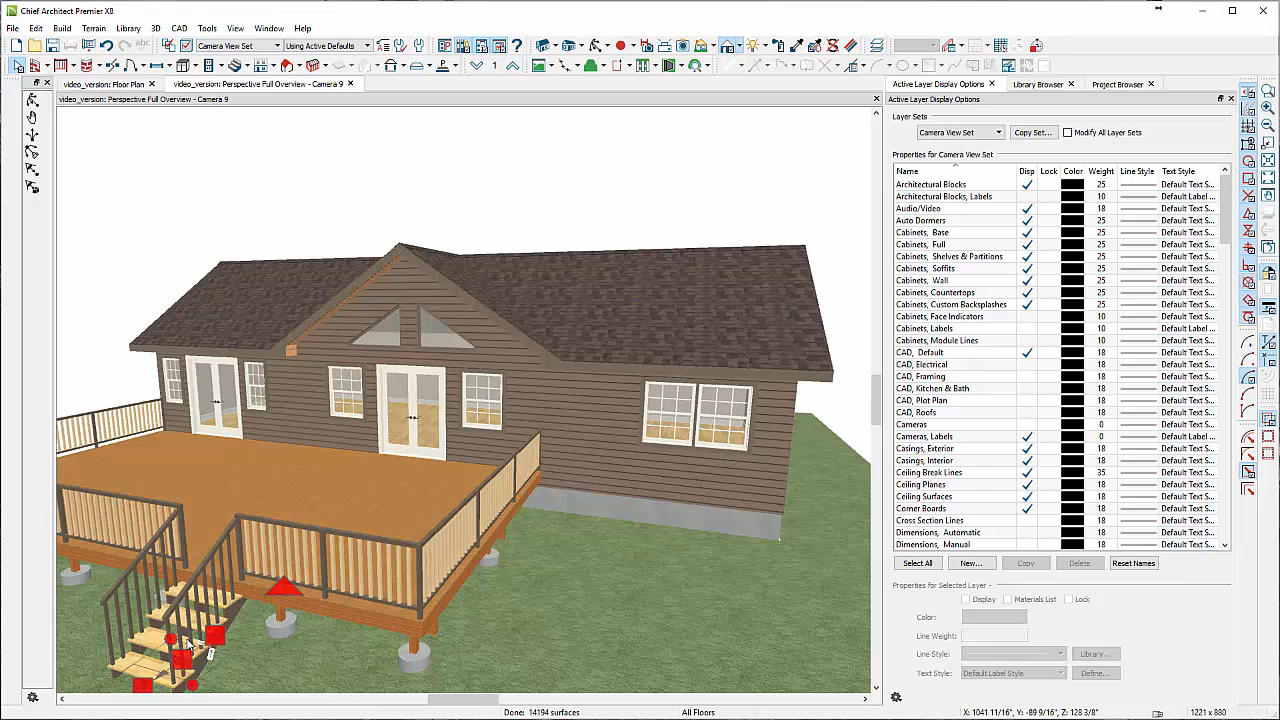 Chief Architect Premier X8
File Edit Build Terrain Library 3D CAD Tools View Window Help
Camera View Set Using Active Defaults
1
video_version: Floor Plan video_version: Perspective Full Overview - Camera 9 Active Layer Display Options Library Browser Project Browser
video_version: Perspective Full Overview - Camera 9 Active Layer Display Options
Layer Sets
Camera View Set Copy Set... Modify All Layer Sets
Properties for Camera View Set
Name Disp Lock Color Weight Line Style Text Style
Architectural Blocks 25 Default Text S...
Architectural Blocks, Labels 10 Default Label ...
Audio/Video 18 Default Text S...
Auto Dormers 25 Default Text S...
Cabinets, Base 25 Default Text S...
Cabinets, Full 25 Default Text S...
Cabinets, Shelves & Partitions 25 Default Text S...
Cabinets, Soffits 25 Default Text S...
Cabinets, Wall 25 Default Text S...
Cabinets, Countertops 25 Default Text S...
Cabinets, Custom Backsplashes 25 Default Text S...
Cabinets, Face Indicators 10 Default Text S...
Cabinets, Labels 10 Default Label ...
Cabinets, Module Lines 10 Default Text S...
CAD, Default 18 Default Text S...
CAD, Electrical 18 Default Text S...
CAD, Framing 18 Default Text S...
CAD, Kitchen & Bath 18 Default Text S...
CAD, Plot Plan 18 Default Text S...
CAD, Roofs 18 Default Text S...
Cameras 0 Default Text S...
Cameras, Labels 0 Default Label ...
Casings, Exterior 18 Default Text S...
Casings, Interior 18 Default Text S...
Ceiling Break Lines 35 Default Text S...
Ceiling Planes 18 Default Text S...
Ceiling Surfaces 18 Default Text S...
Corner Boards 18 Default Text S...
Cross Section Lines 18 Default Text S...
Dimensions, Automatic 18 Default Text S...
Dimensions, Manual 18 Default Text S...
Select All New... Copy Delete Reset Names
Properties for Selected Layer -
Display Materials List Lock
Color:
Line Weight:
Line Style: Library...
Text Style: Default Label Style Define...
Done: 14194 surfaces All Floors X: 1041 11/16", Y: -89 9/16", Z: 128 3/8" 1221 x 880